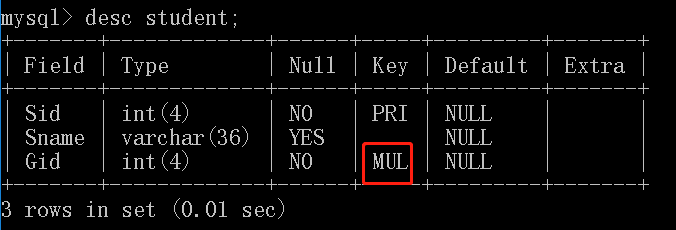 mysql> desc student;
+--------+-------------+------+-----+---------+-------+
| Field | Type | Null | Key | Default | Extra |
+--------+-------------+------+-----+---------+-------+
| Sid | int(4) | NO | PRI | NULL | |
| Sname | varchar(36) | YES | | NULL | |
| Gid | int(4) | NO | MUL | NULL | |
+--------+-------------+------+-----+---------+-------+
3 rows in set (0.01 sec)